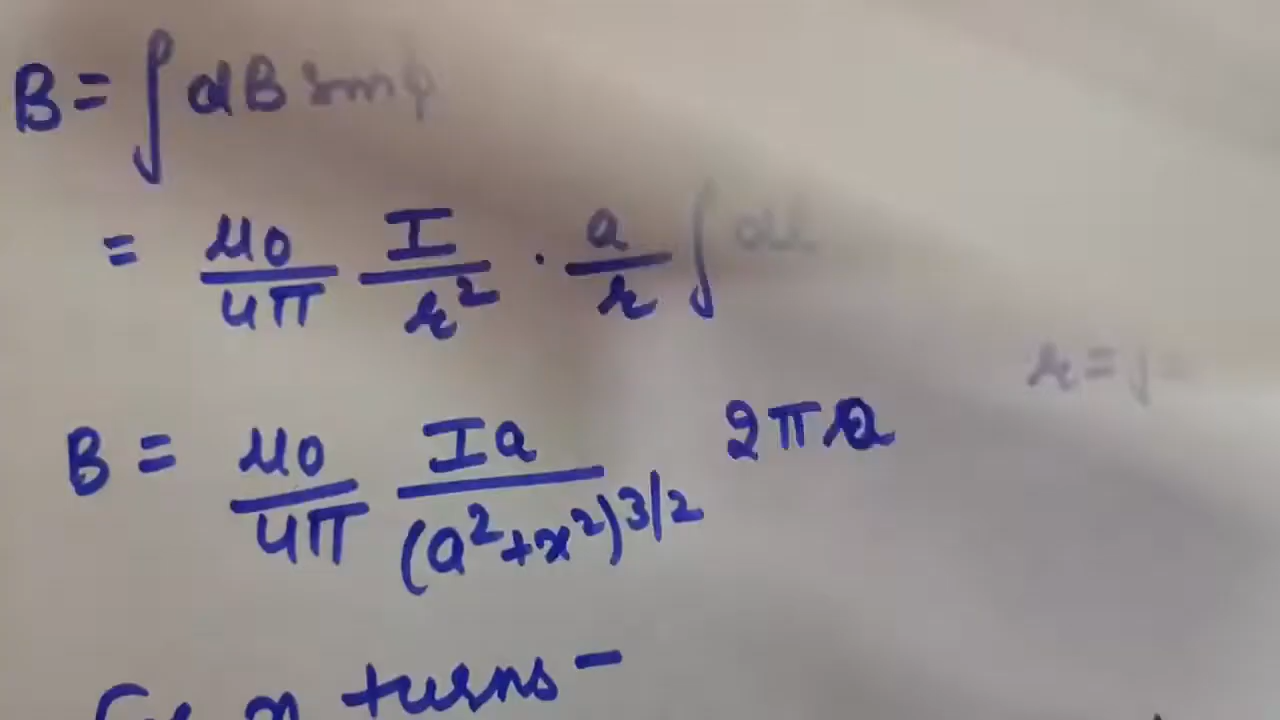 B = ∫ dB sinφ
= μ0/4π I/r² · a/r ∫ dl
r =
B = μ0/4π Ia/(a²+x²)^3/2 2πa
n turns -